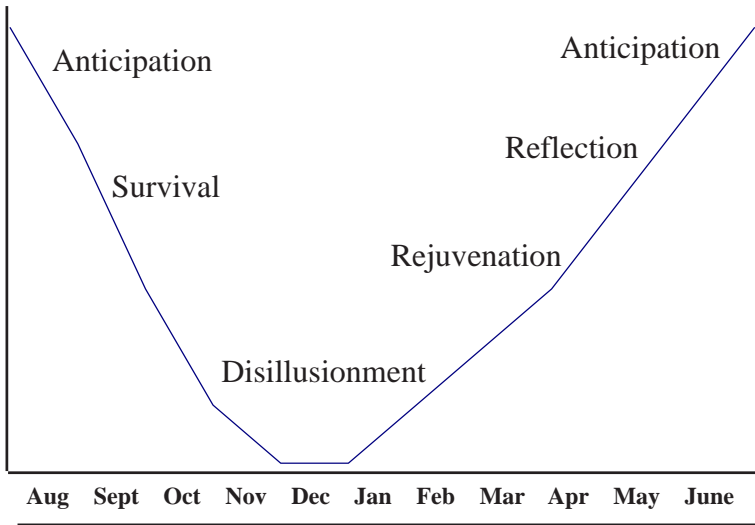 Anticipation
Anticipation
Reflection
Survival
Rejuvenation
Disillusionment
Aug Sept Oct Nov Dec Jan Feb Mar Apr May June